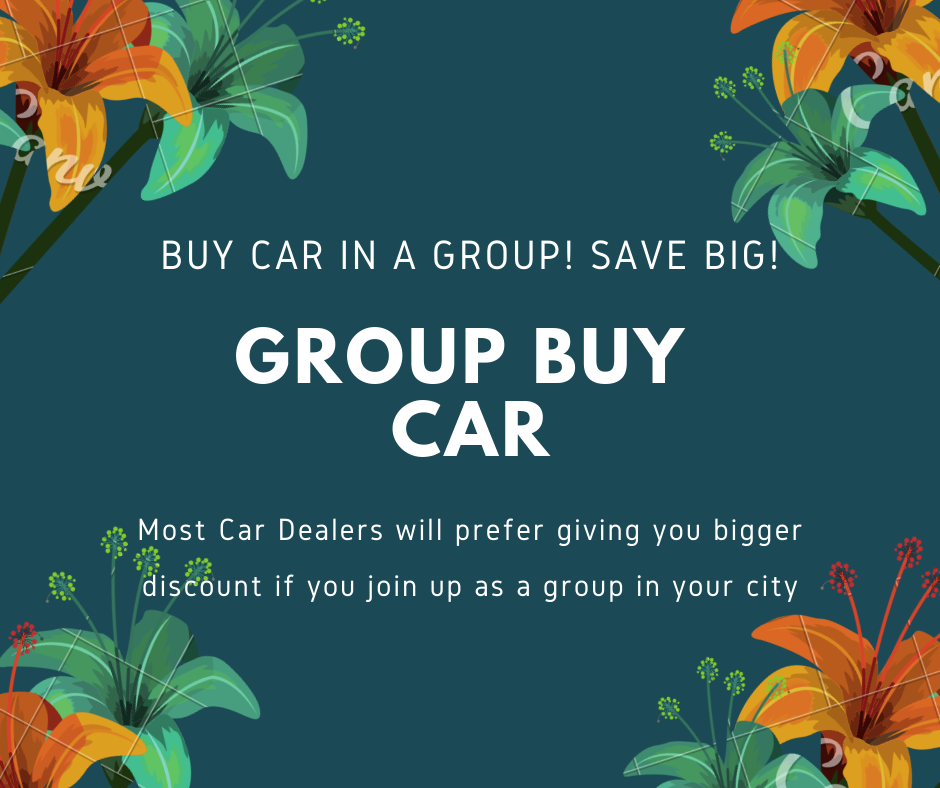 BUY CAR IN A GROUP! SAVE BIG!
GROUP BUY
CAR
Most Car Dealers will prefer giving you bigger
discount if you join up as a group in your city